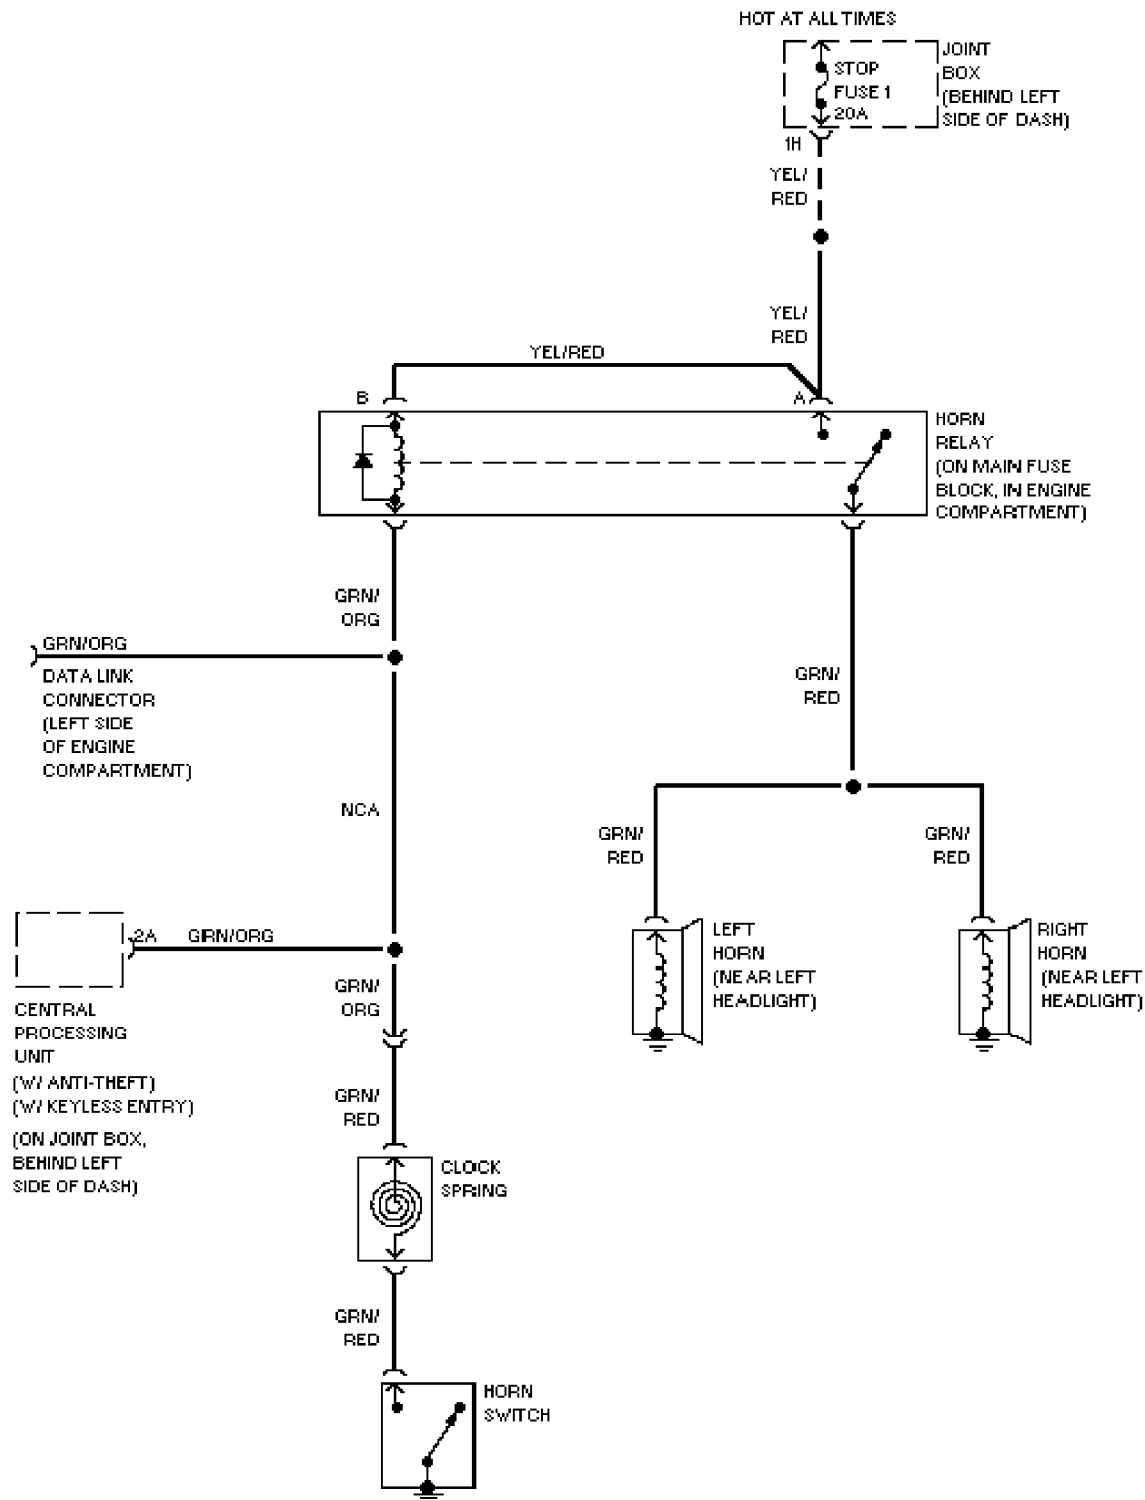 HOT AT ALL TIMES
STOP
FUSE 1
20A
JOINT
BOX
(BEHIND LEFT
SIDE OF DASH)
1H
YEL/
RED
YEL/
RED
YEL/RED
B
A
HORN
RELAY
(ON MAIN FUSE
BLOCK, IN ENGINE
COMPARTMENT)
GRN/
ORG
GRN/ORG
DATA LINK
CONNECTOR
(LEFT SIDE
OF ENGINE
COMPARTMENT)
GRN/
RED
NCA
GRN/
RED
GRN/
RED
2A
GRN/ORG
CENTRAL
PROCESSING
UNIT
(W/ ANTI-THEFT)
(W/ KEYLESS ENTRY)
(ON JOINT BOX,
BEHIND LEFT
SIDE OF DASH)
GRN/
ORG
LEFT
HORN
(NEAR LEFT
HEADLIGHT)
RIGHT
HORN
(NEAR LEFT
HEADLIGHT)
GRN/
RED
CLOCK
SPRING
GRN/
RED
HORN
SWITCH